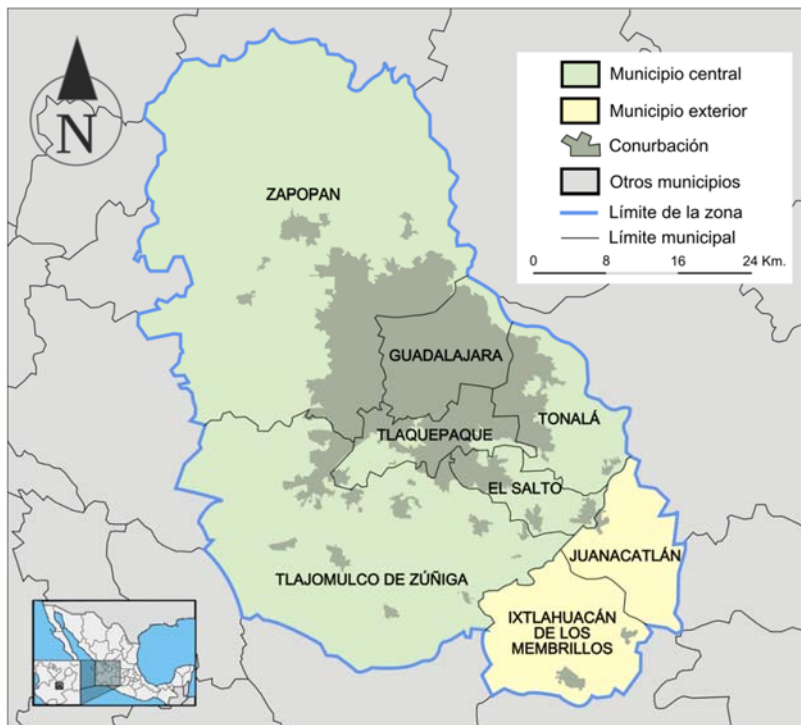 N
Municipio central
Municipio exterior
Conurbación
Otros municipios
Límite de la zona
Límite municipal
0 8 16 24 Km.
ZAPOPAN
GUADALAJARA
TLAQUEPAQUE
TONALÁ
EL SALTO
JUANACATLÁN
TLAJOMULCO DE ZÚÑIGA
IXTLAHUACÁN
DE LOS
MEMBRILLOS